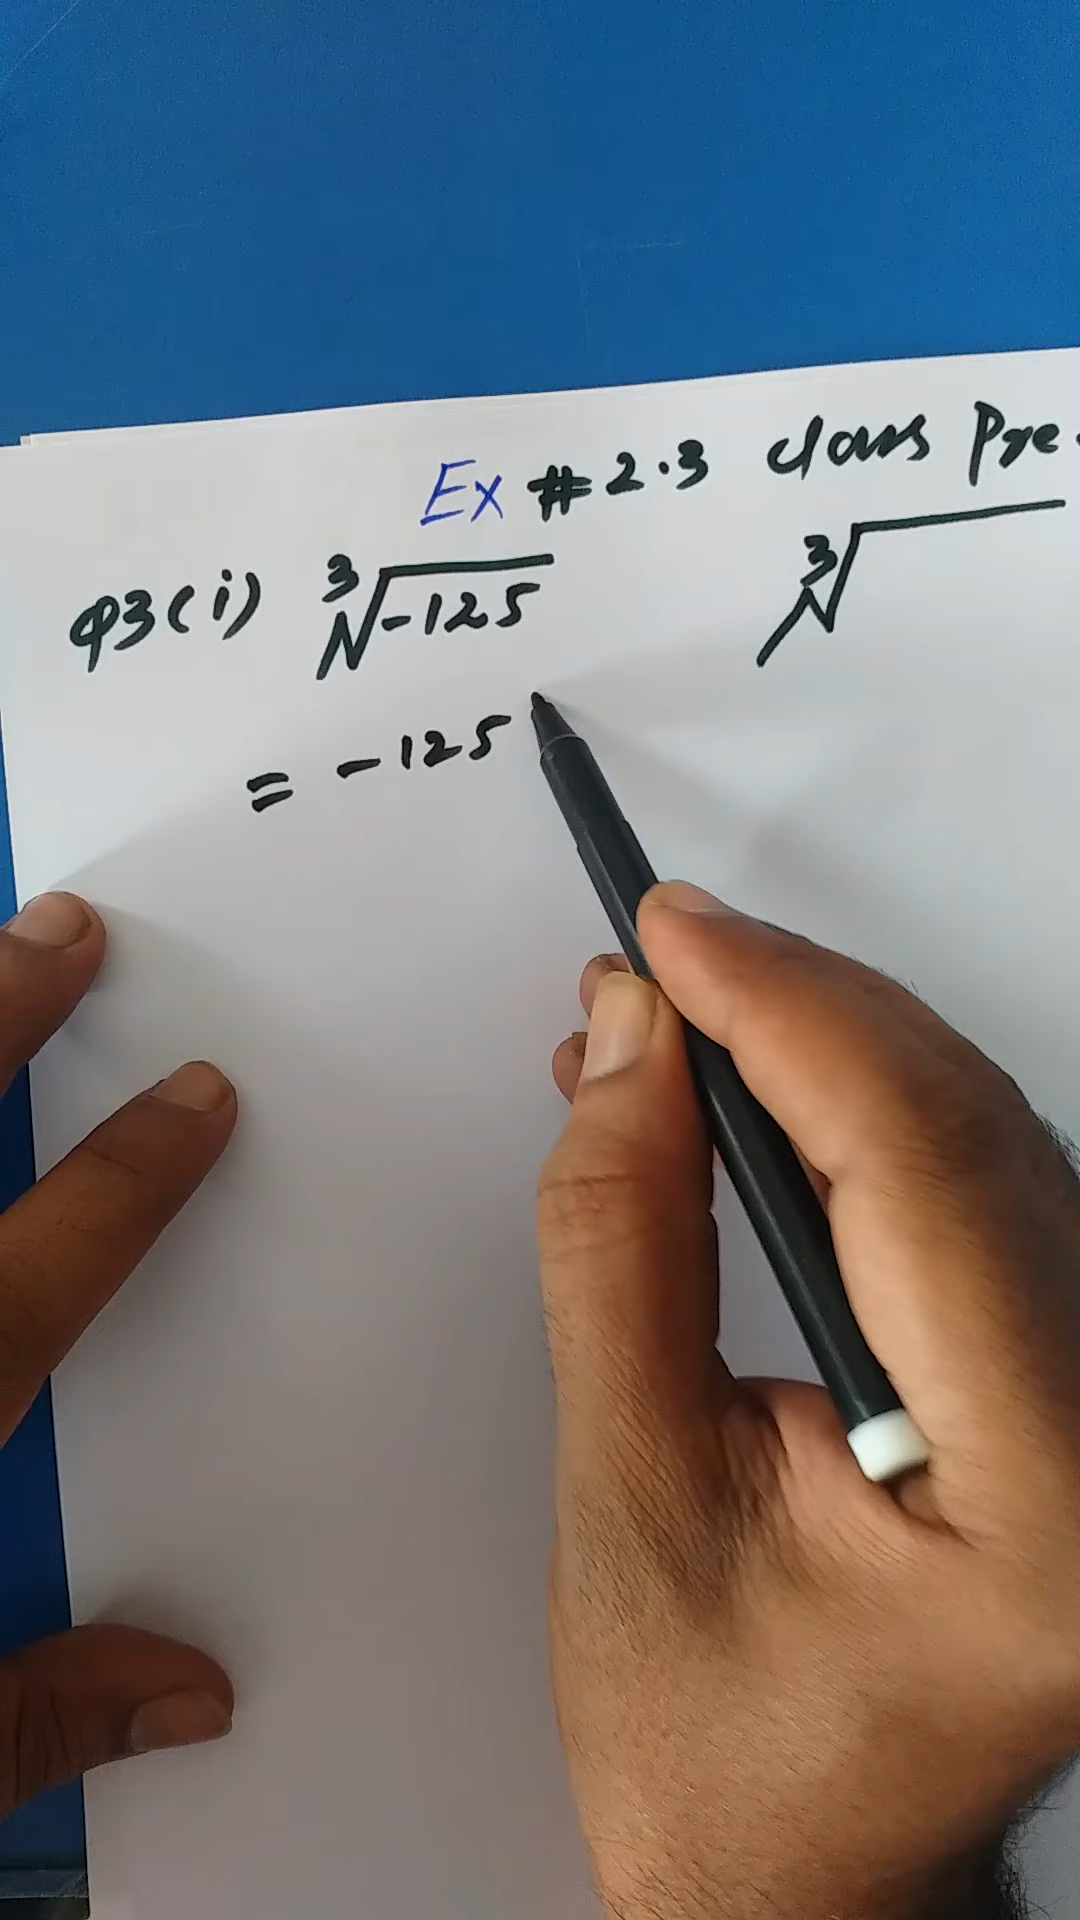 Ex # 2.3 class Pre-
Q3(i) ∛-125 ∛
= -125